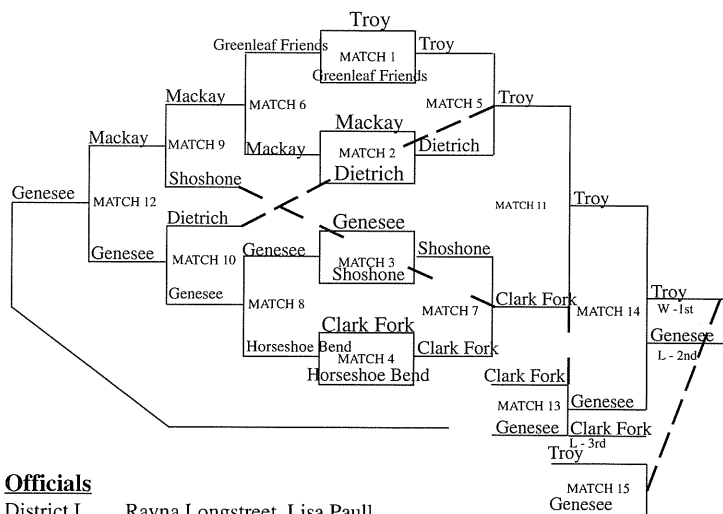 Troy
Greenleaf Friends
MATCH 1
Troy
Greenleaf Friends
Mackay
MATCH 6
MATCH 5
Troy
Mackay
Mackay
MATCH 9
Mackay
MATCH 2
Dietrich
Dietrich
Shoshone
Genesee
MATCH 12
MATCH 11
Troy
Dietrich
Genesee
Genesee
MATCH 10
Genesee
MATCH 3
Shoshone
Shoshone
Genesee
MATCH 8
MATCH 7
Clark Fork
MATCH 14
Troy
W -1st
Clark Fork
Horseshoe Bend
MATCH 4
Clark Fork
Horseshoe Bend
Genesee
L - 2nd
Clark Fork
MATCH 13
Genesee
Genesee
Clark Fork
L - 3rd
Troy
MATCH 15
Genesee
Officials
District I Rayna Longstreet, Lisa Paull